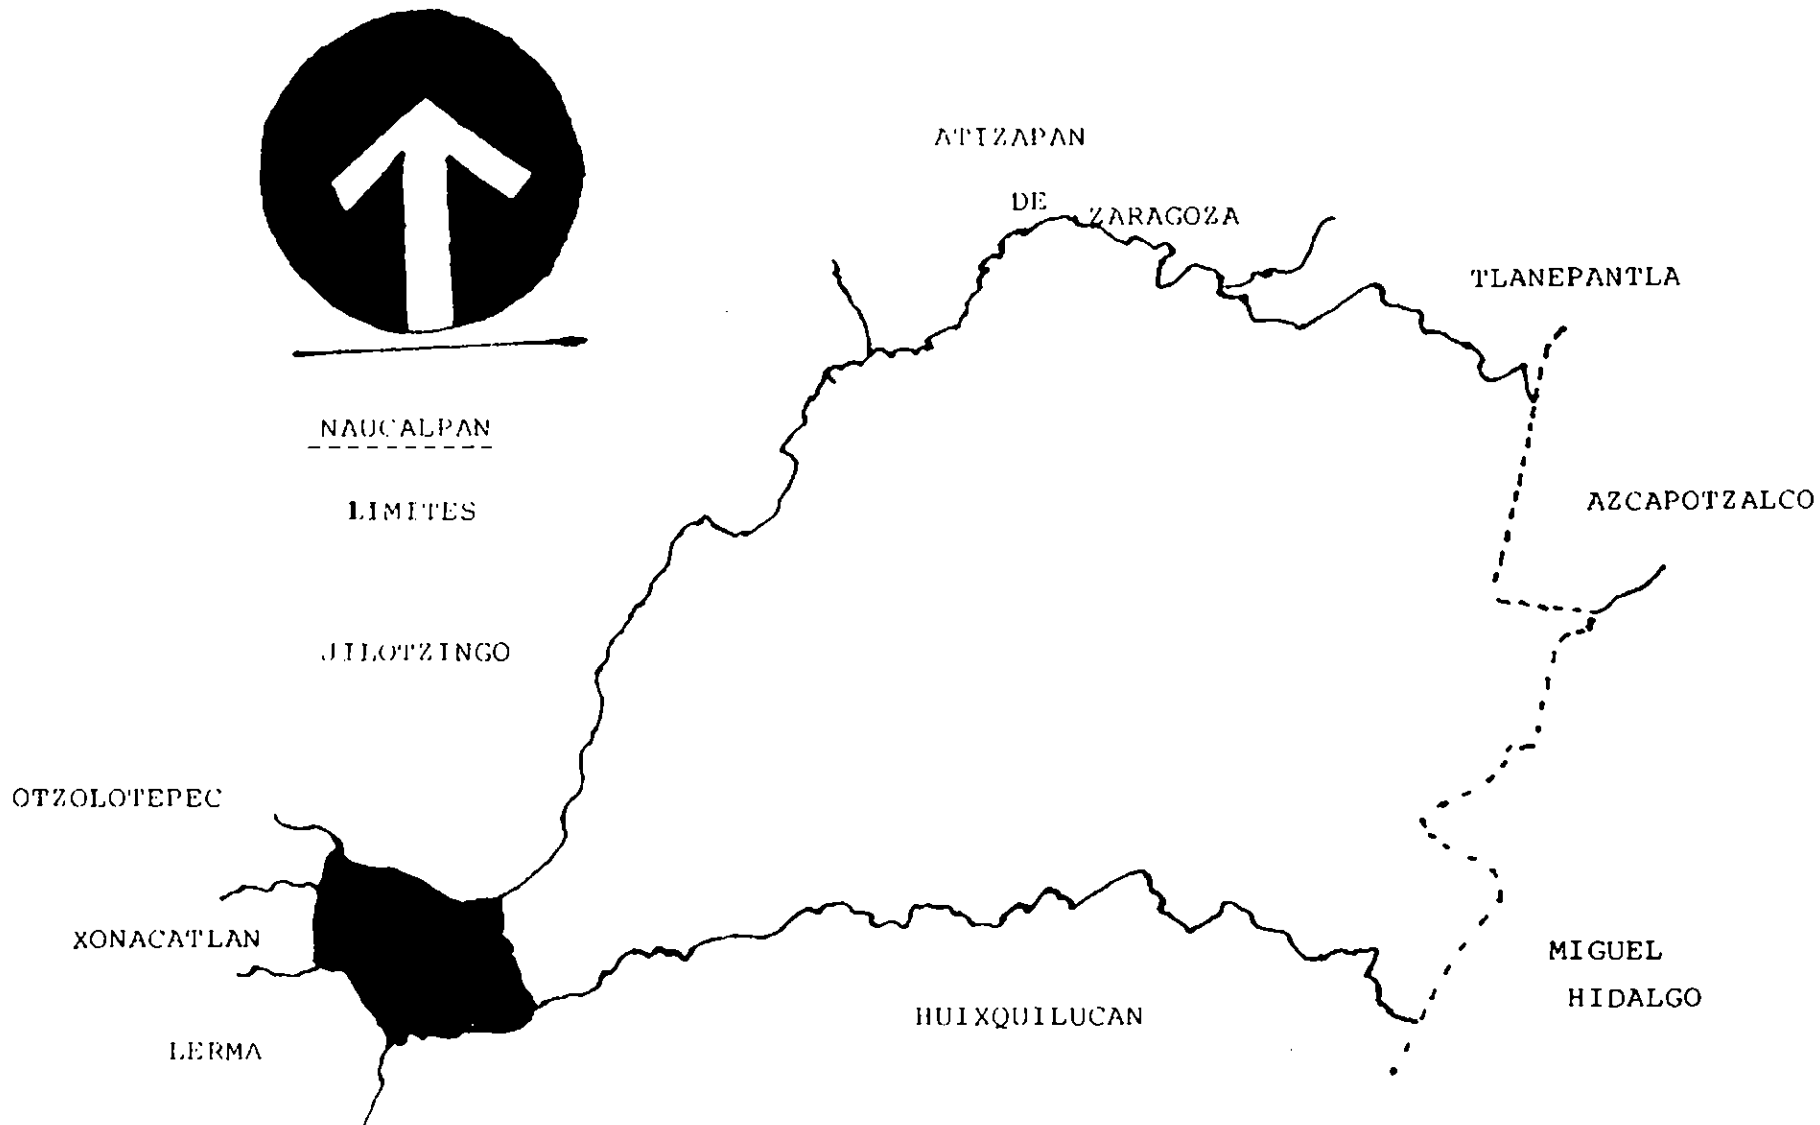 ATIZAPAN
DE ZARAGOZA
TLANEPANTLA
NAUCALPAN
LIMITES
AZCAPOTZALCO
JILOTZINGO
OTZOLOTEPEC
XONACATLAN
MIGUEL
HIDALGO
HUIXQUILUCAN
LERMA